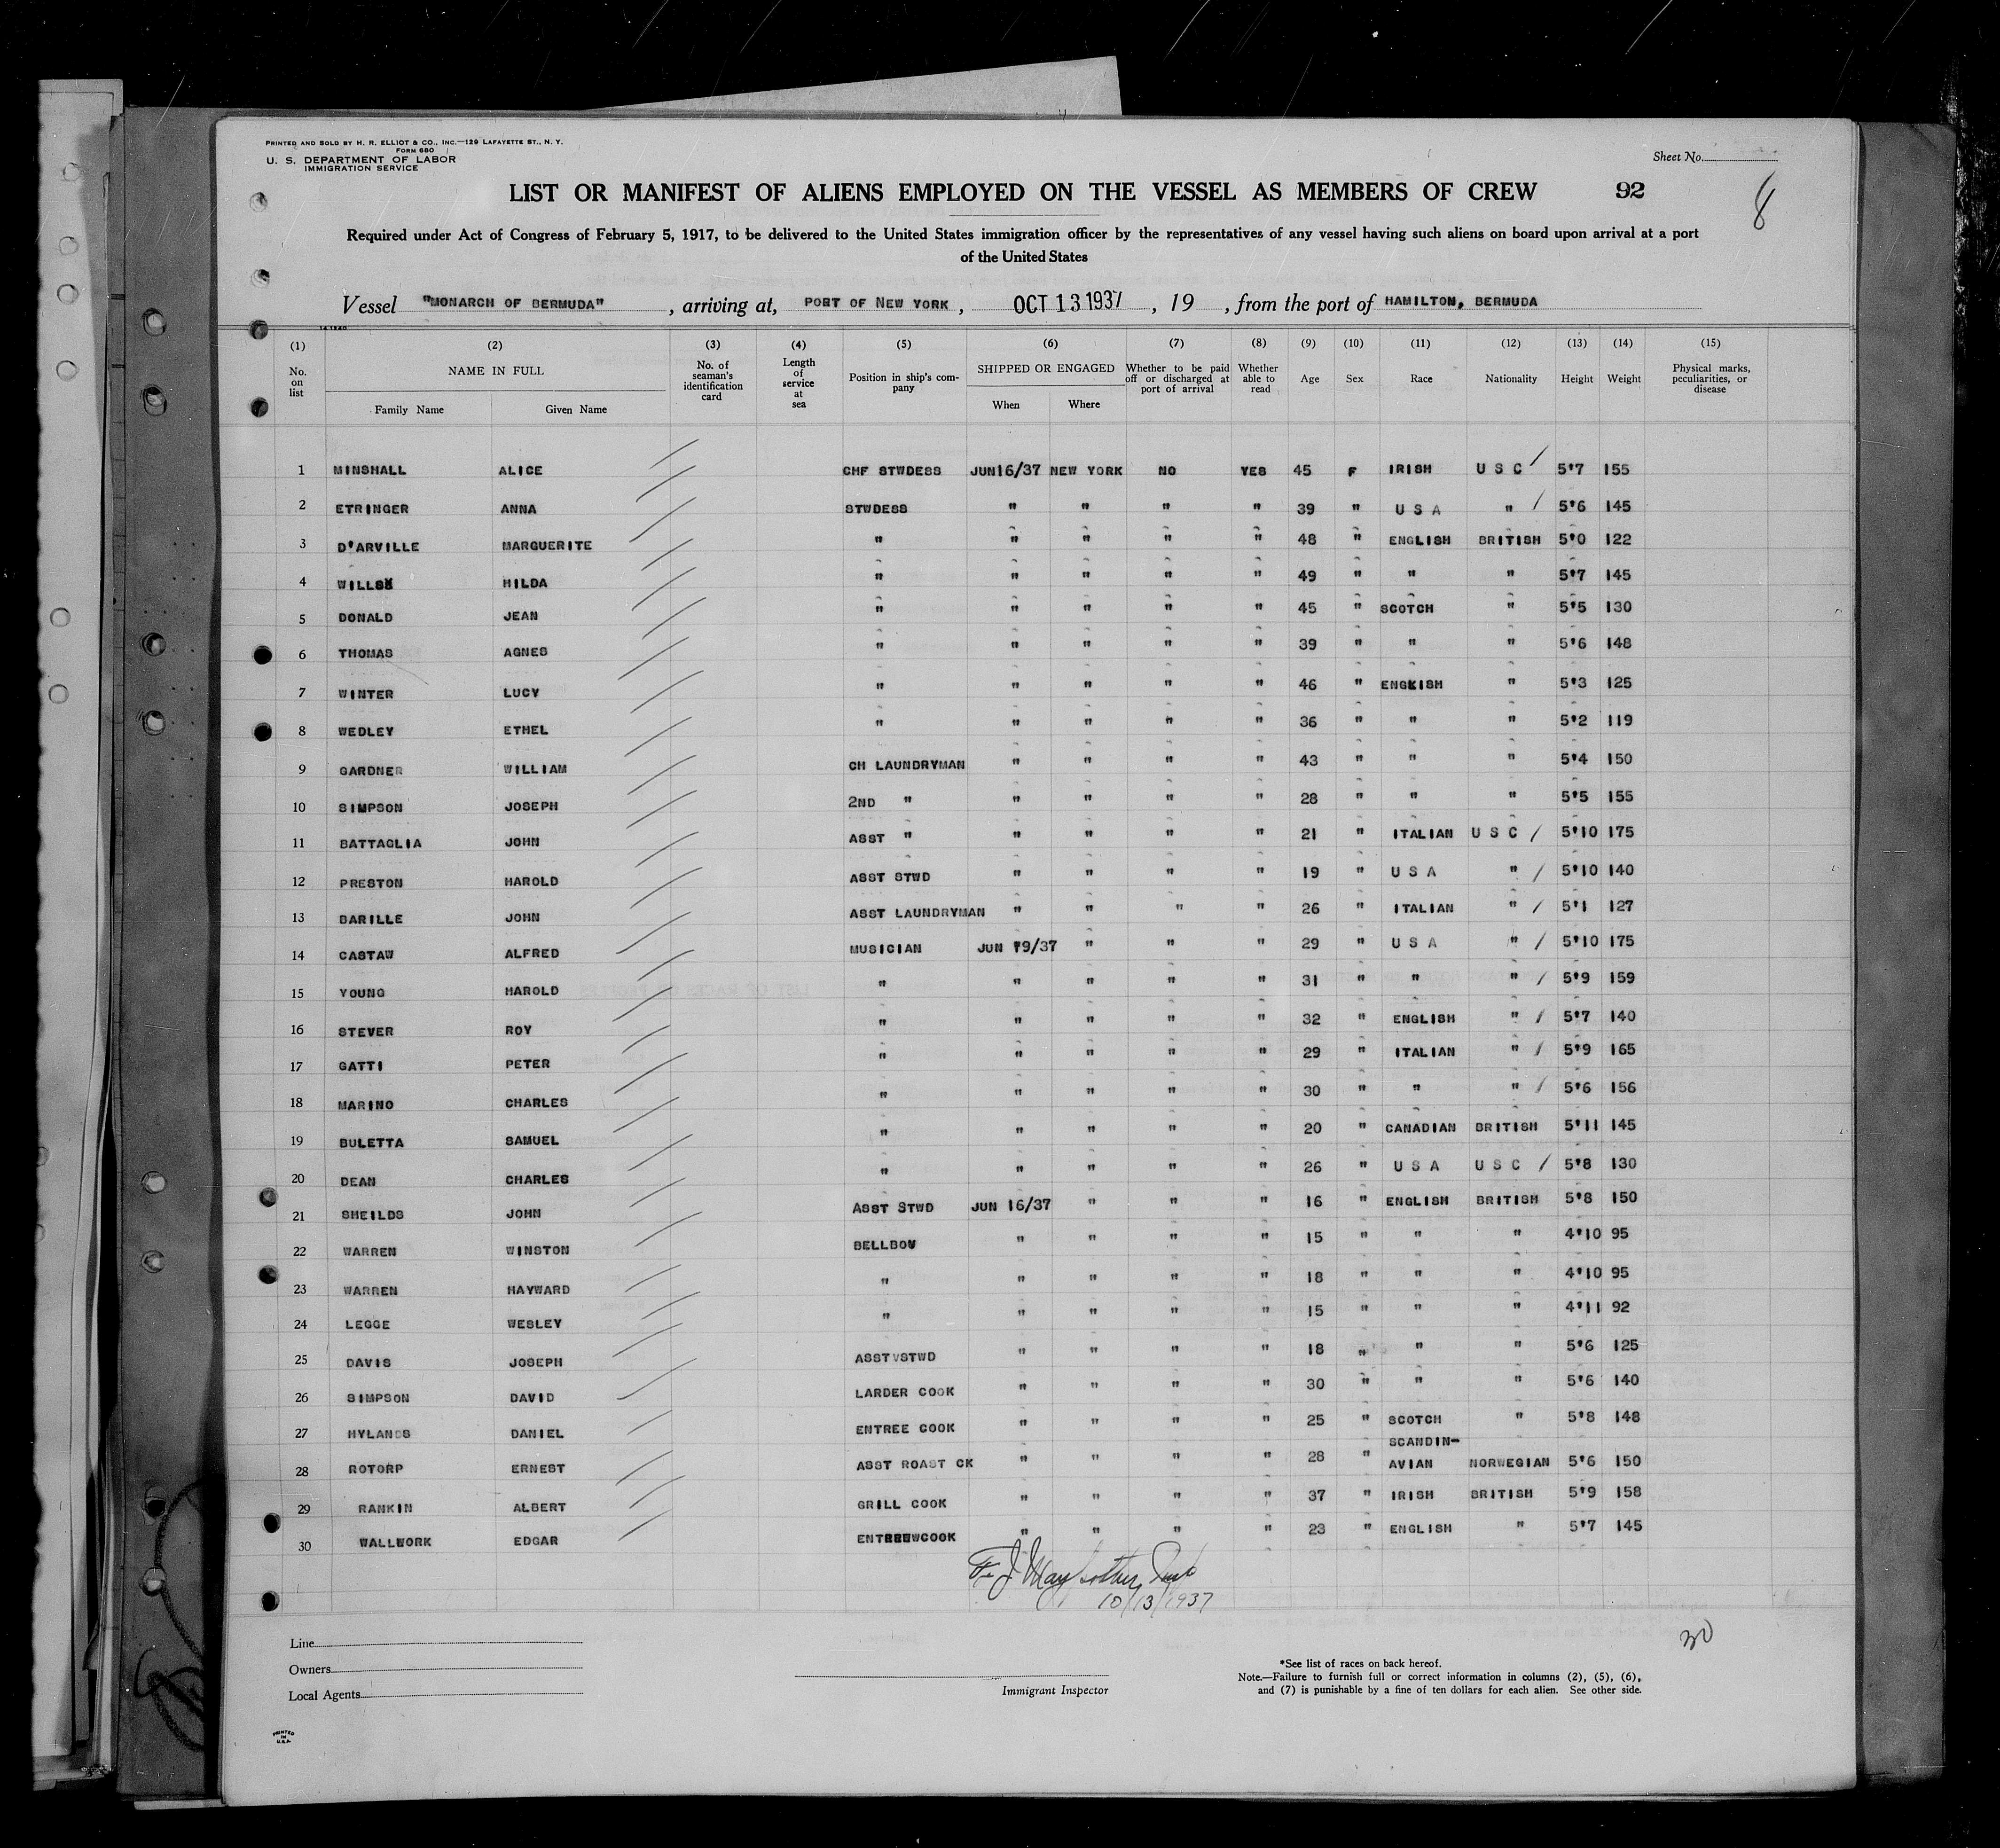 PRINTED AND SOLD BY H. R. ELLIOT & CO., INC.—129 LAFAYETTE ST., N. Y.
FORM 680
U. S. DEPARTMENT OF LABOR
IMMIGRATION SERVICE
Sheet No.
LIST OR MANIFEST OF ALIENS EMPLOYED ON THE VESSEL AS MEMBERS OF CREW 92 8
Required under Act of Congress of February 5, 1917, to be delivered to the United States immigration officer by the representatives of any vessel having such aliens on board upon arrival at a port
of the United States
Vessel "MONARCH OF BERMUDA" , arriving at, PORT OF NEW YORK , OCT 13 1937 , 19 , from the port of HAMILTON, BERMUDA
(1) (2) (3) (4) (5) (6) (7) (8) (9) (10) (11) (12) (13) (14) (15)
No. on list NAME IN FULL Family Name Given Name No. of seaman's identification card Length of service at sea Position in ship's company SHIPPED OR ENGAGED When Where Whether to be paid off or discharged at port of arrival Whether able to read Age Sex Race Nationality Height Weight Physical marks, peculiarities, or disease
1 MINSHALL ALICE CHF STWDESS JUN16/37 NEW YORK NO YES 45 F IRISH U S C 5'7 155
2 ETRINGER ANNA STWDESS " " " " 39 " U S A " 5'6 145
3 D'ARVILLE MARGUERITE " " " " " 48 " ENGLISH BRITISH 5'0 122
4 WILLSX HILDA " " " " " 49 " " " 5'7 145
5 DONALD JEAN " " " " " 45 " SCOTCH " 5'5 130
6 THOMAS AGNES " " " " " 39 " " " 5'6 148
7 WINTER LUCY " " " " " 46 " ENGKISH " 5'3 125
8 WEDLEY ETHEL " " " " " 36 " " " 5'2 119
9 GARDNER WILLIAM CH LAUNDRYMAN " " " " 43 " " " 5'4 150
10 SIMPSON JOSEPH 2ND " " " " " 28 " " " 5'5 155
11 BATTAGLIA JOHN ASST " " " " " 21 " ITALIAN U S C 5'10 175
12 PRESTON HAROLD ASST STWD " " " " 19 " U S A " 5'10 140
13 BARILLE JOHN ASST LAUNDRYMAN " " " " 26 " ITALIAN " 5'1 127
14 CASTAW ALFRED MUSICIAN JUN 19/37 " " " 29 " U S A " 5'10 175
15 YOUNG HAROLD " " " " " 31 " " " 5'9 159
16 STEVER ROY " " " " " 32 " ENGLISH " 5'7 140
17 GATTI PETER " " " " " 29 " ITALIAN " 5'9 165
18 MARINO CHARLES " " " " " 30 " " " 5'6 156
19 BULETTA SAMUEL " " " " " 20 " CANADIAN BRITISH 5'11 145
20 DEAN CHARLES " " " " " 26 " U S A U S C 5'8 130
21 SHEILDS JOHN ASST STWD JUN 16/37 " " " 16 " ENGLISH BRITISH 5'8 150
22 WARREN WINSTON BELLBOY " " " " 15 " " " 4'10 95
23 WARREN HAYWARD " " " " " 18 " " " 4'10 95
24 LEGGE WESLEY " " " " " 15 " " " 4'11 92
25 DAVIS JOSEPH ASSTVSTWD " " " " 18 " " " 5'6 125
26 SIMPSON DAVID LARDER COOK " " " " 30 " " " 5'6 140
27 HYLANDS DANIEL ENTREE COOK " " " " 25 " SCOTCH " 5'8 148
28 ROTORP ERNEST ASST ROAST CK " " " " 28 " SCANDIN-AVIAN NORWEGIAN 5'6 150
29 RANKIN ALBERT GRILL COOK " " " " 37 " IRISH BRITISH 5'9 158
30 WALLWORK EDGAR COOK " " " " 23 " ENGLISH " 5'7 145
10/13/1937
30
Line
Owners
Local Agents
Immigrant Inspector
*See list of races on back hereof.
Note.—Failure to furnish full or correct information in columns (2), (5), (6),
and (7) is punishable by a fine of ten dollars for each alien. See other side.
PRINTED
IN
U.S.A.